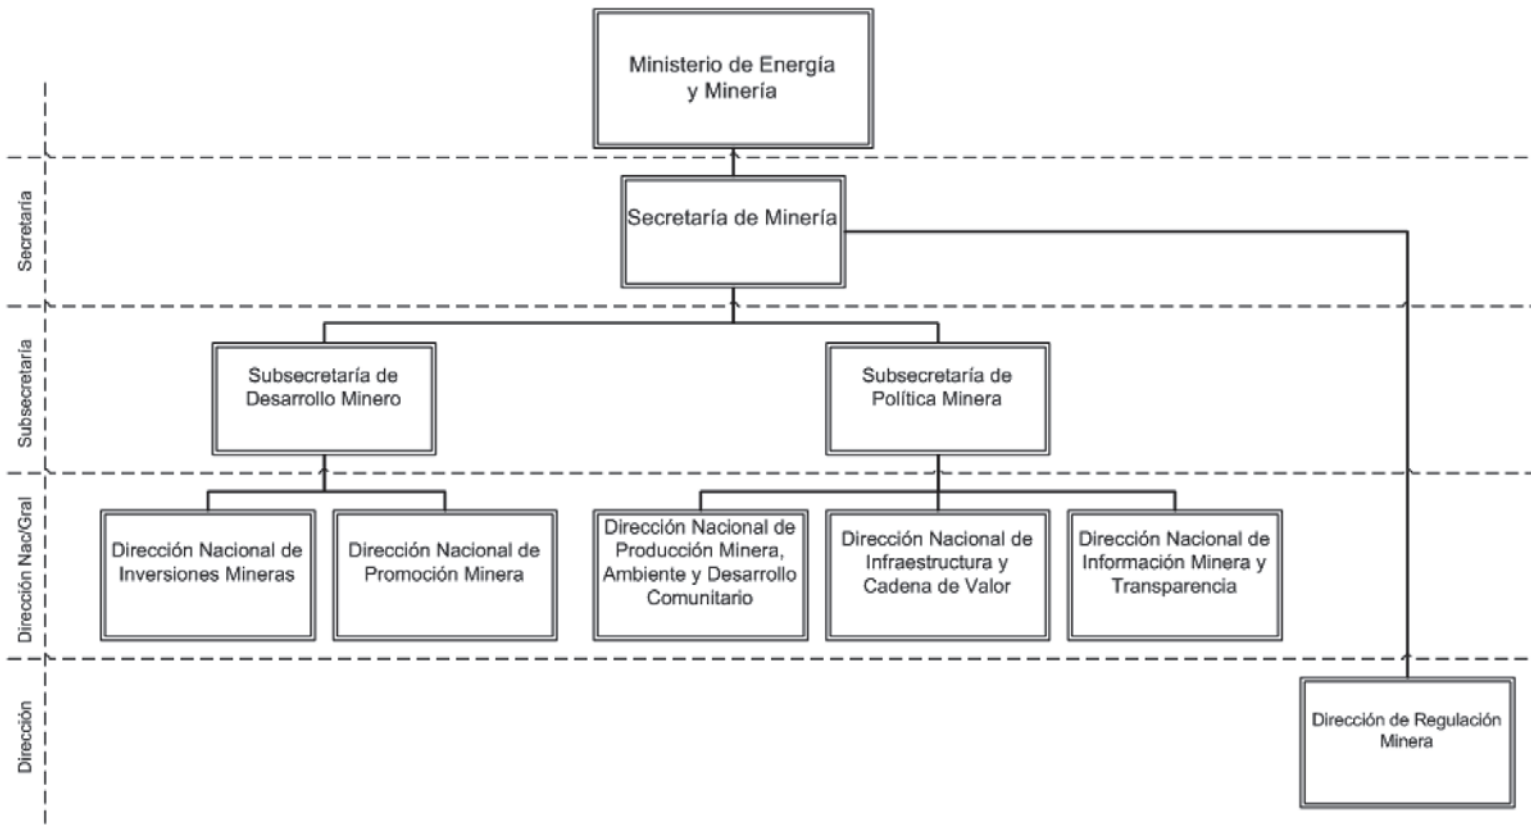 Ministerio de Energía
y Minería
Secretaría
Secretaría de Minería
Subsecretaría
Subsecretaría de
Desarrollo Minero
Subsecretaría de
Política Minera
Dirección Nac/Gral
Dirección Nacional de
Inversiones Mineras
Dirección Nacional de
Promoción Minera
Dirección Nacional de
Producción Minera,
Ambiente y Desarrollo
Comunitario
Dirección Nacional de
Infraestructura y
Cadena de Valor
Dirección Nacional de
Información Minera y
Transparencia
Dirección
Dirección de Regulación
Minera